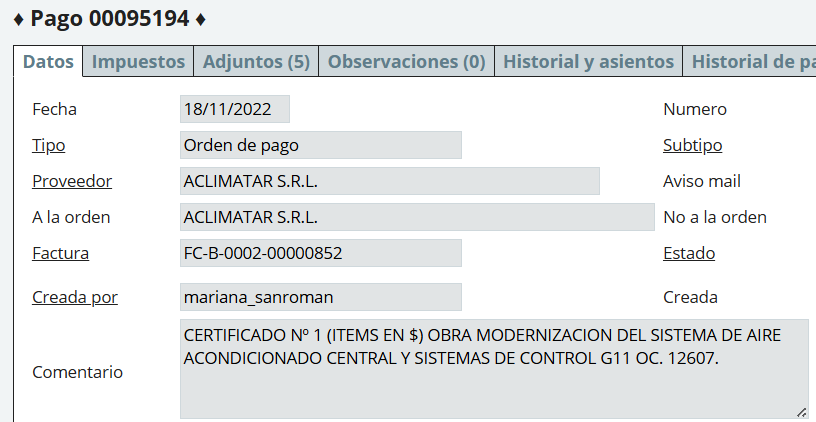 ♦ Pago 00095194 ♦
Datos Impuestos Adjuntos (5) Observaciones (0) Historial y asientos Historial de pa
Fecha 18/11/2022 Numero
Tipo Orden de pago Subtipo
Proveedor ACLIMATAR S.R.L. Aviso mail
A la orden ACLIMATAR S.R.L. No a la orden
Factura FC-B-0002-00000852 Estado
Creada por mariana_sanroman Creada
Comentario CERTIFICADO Nº 1 (ITEMS EN $) OBRA MODERNIZACION DEL SISTEMA DE AIRE
ACONDICIONADO CENTRAL Y SISTEMAS DE CONTROL G11 OC. 12607.